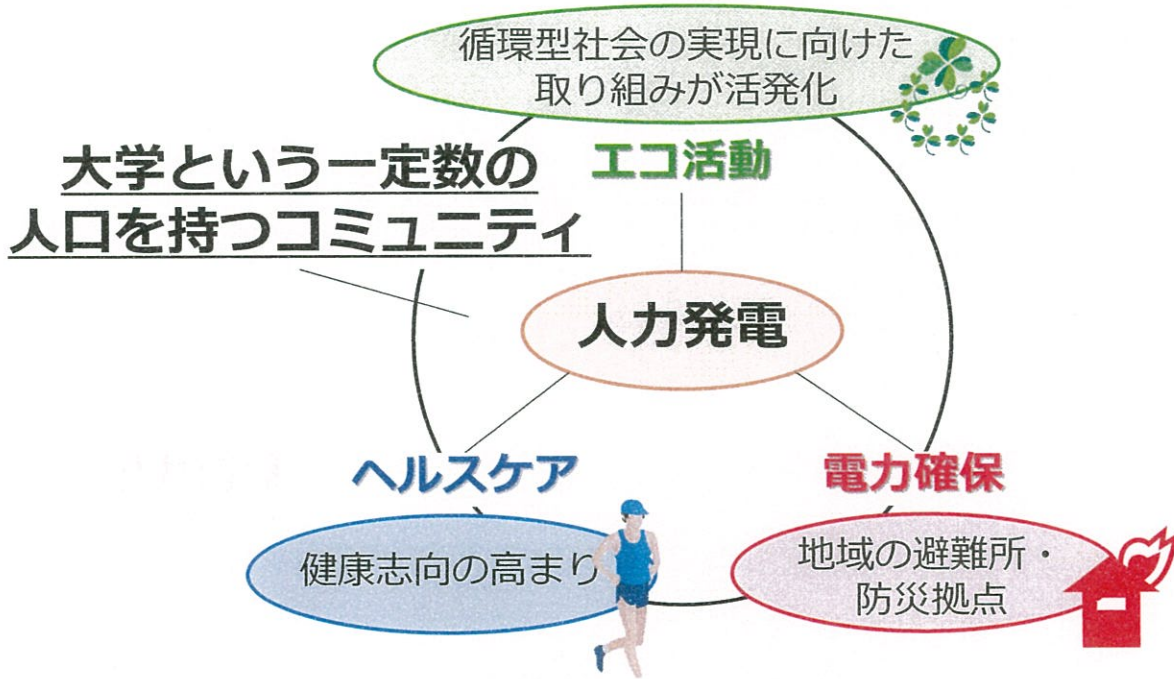 循環型社会の実現に向けた
取り組みが活発化
エコ活動
大学という一定数の
人口を持つコミュニティ
人力発電
ヘルスケア
健康志向の高まり
電力確保
地域の避難所・
防災拠点